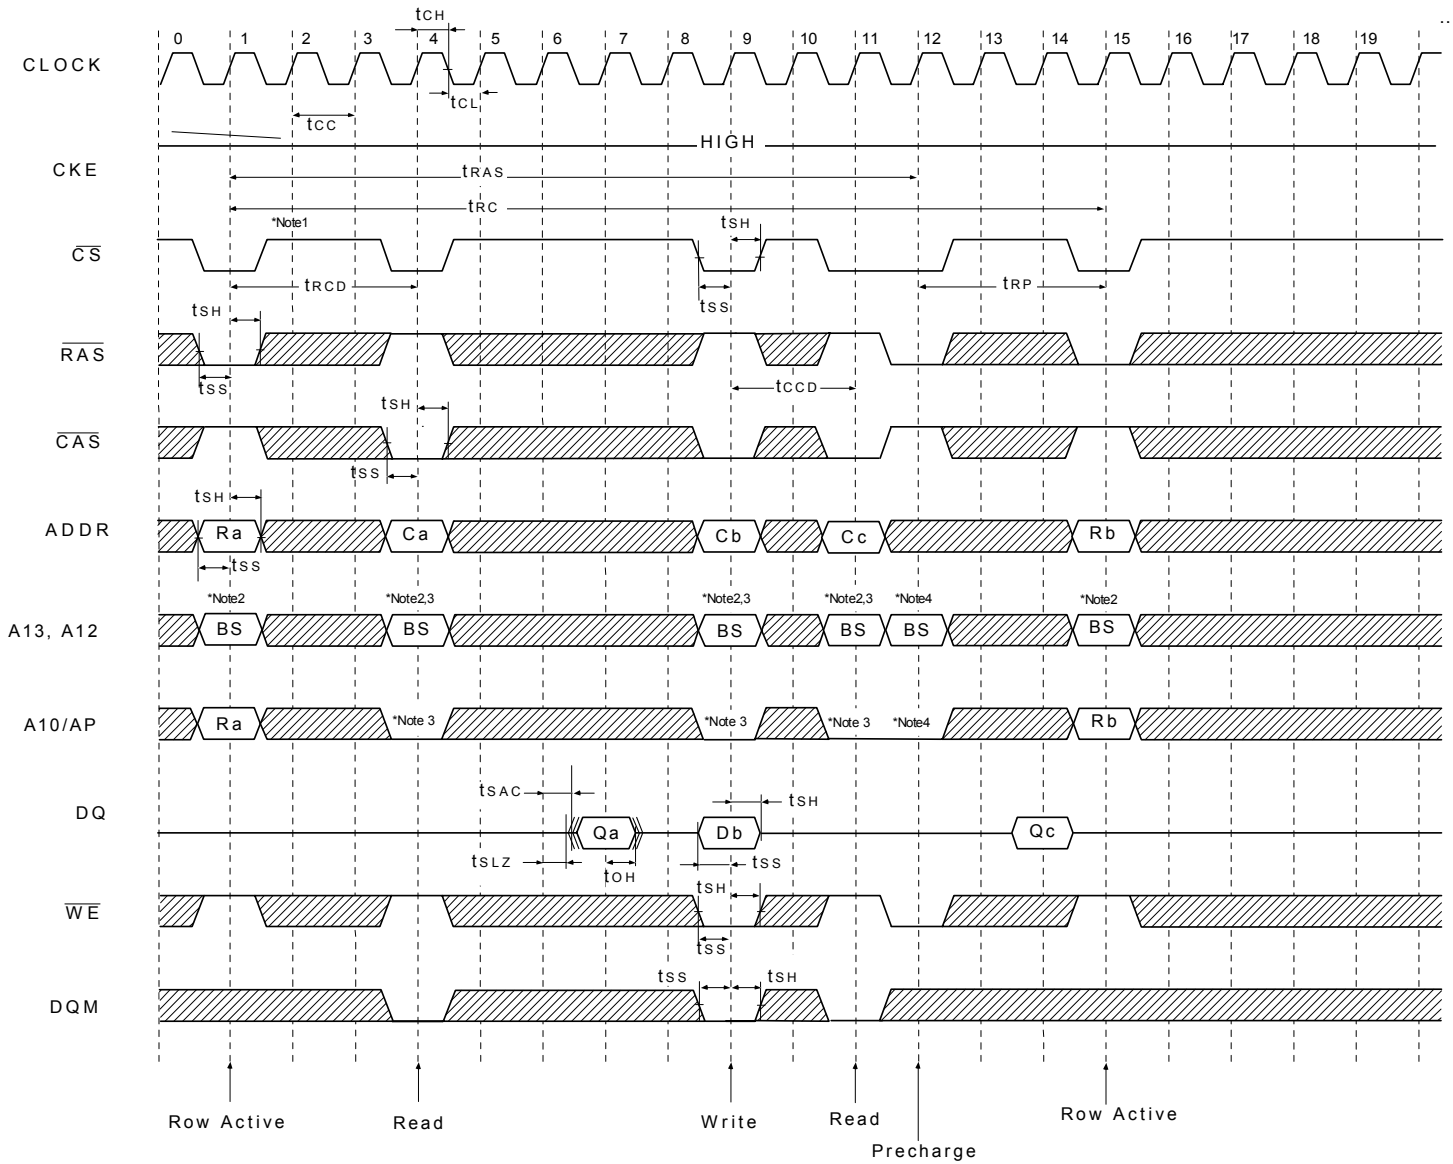 ..
tCH
0 1 2 3 4 5 6 7 8 9 10 11 12 13 14 15 16 17 18 19
CLOCK
tCL
tCC
HIGH
CKE
tRAS
tRC
*Note1
tSH
CS
tRCD
tSS
tRP
tSH
RAS
tSS
tCCD
tSH
CAS
tSS
tSH
ADDR
Ra Ca Cb Cc Rb
tSS
*Note2 *Note2,3 *Note2,3 *Note2,3 *Note4 *Note2
A13, A12 BS BS BS BS BS BS
A10/AP Ra *Note 3 *Note 3 *Note 3 *Note4 Rb
tSAC tSH
DQ
Qa Db Qc
tSLZ tOH tSS
tSH
WE
tSS
tSS tSH
DQM
Row Active Read Write Read Row Active
Precharge